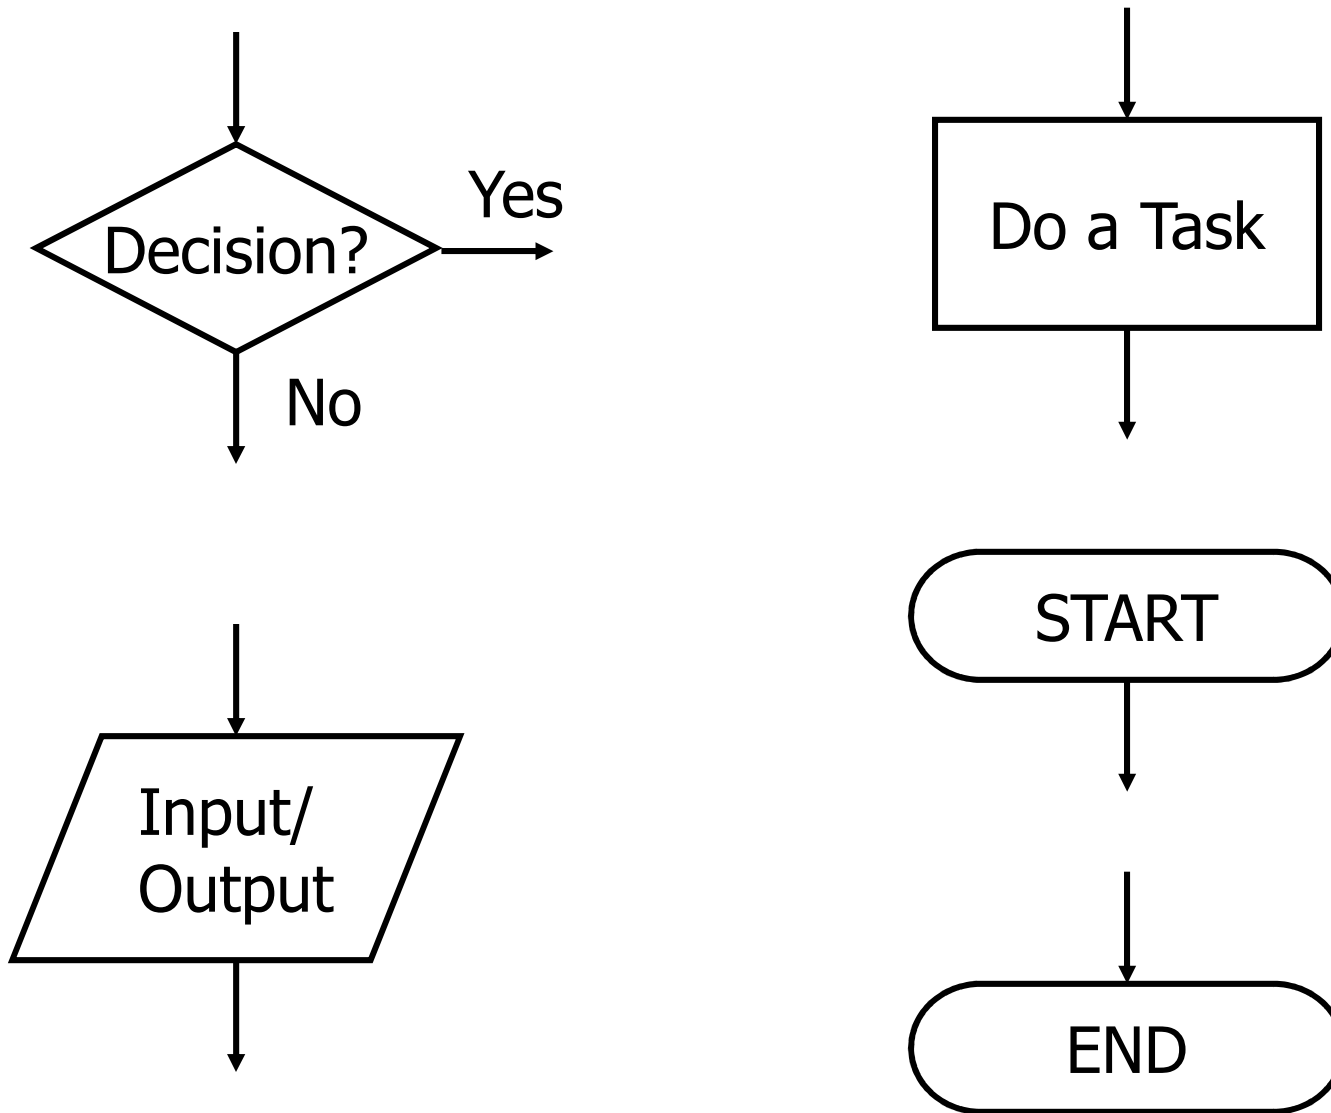 Yes
Decision?
No
Do a Task
START
Input/
Output
END